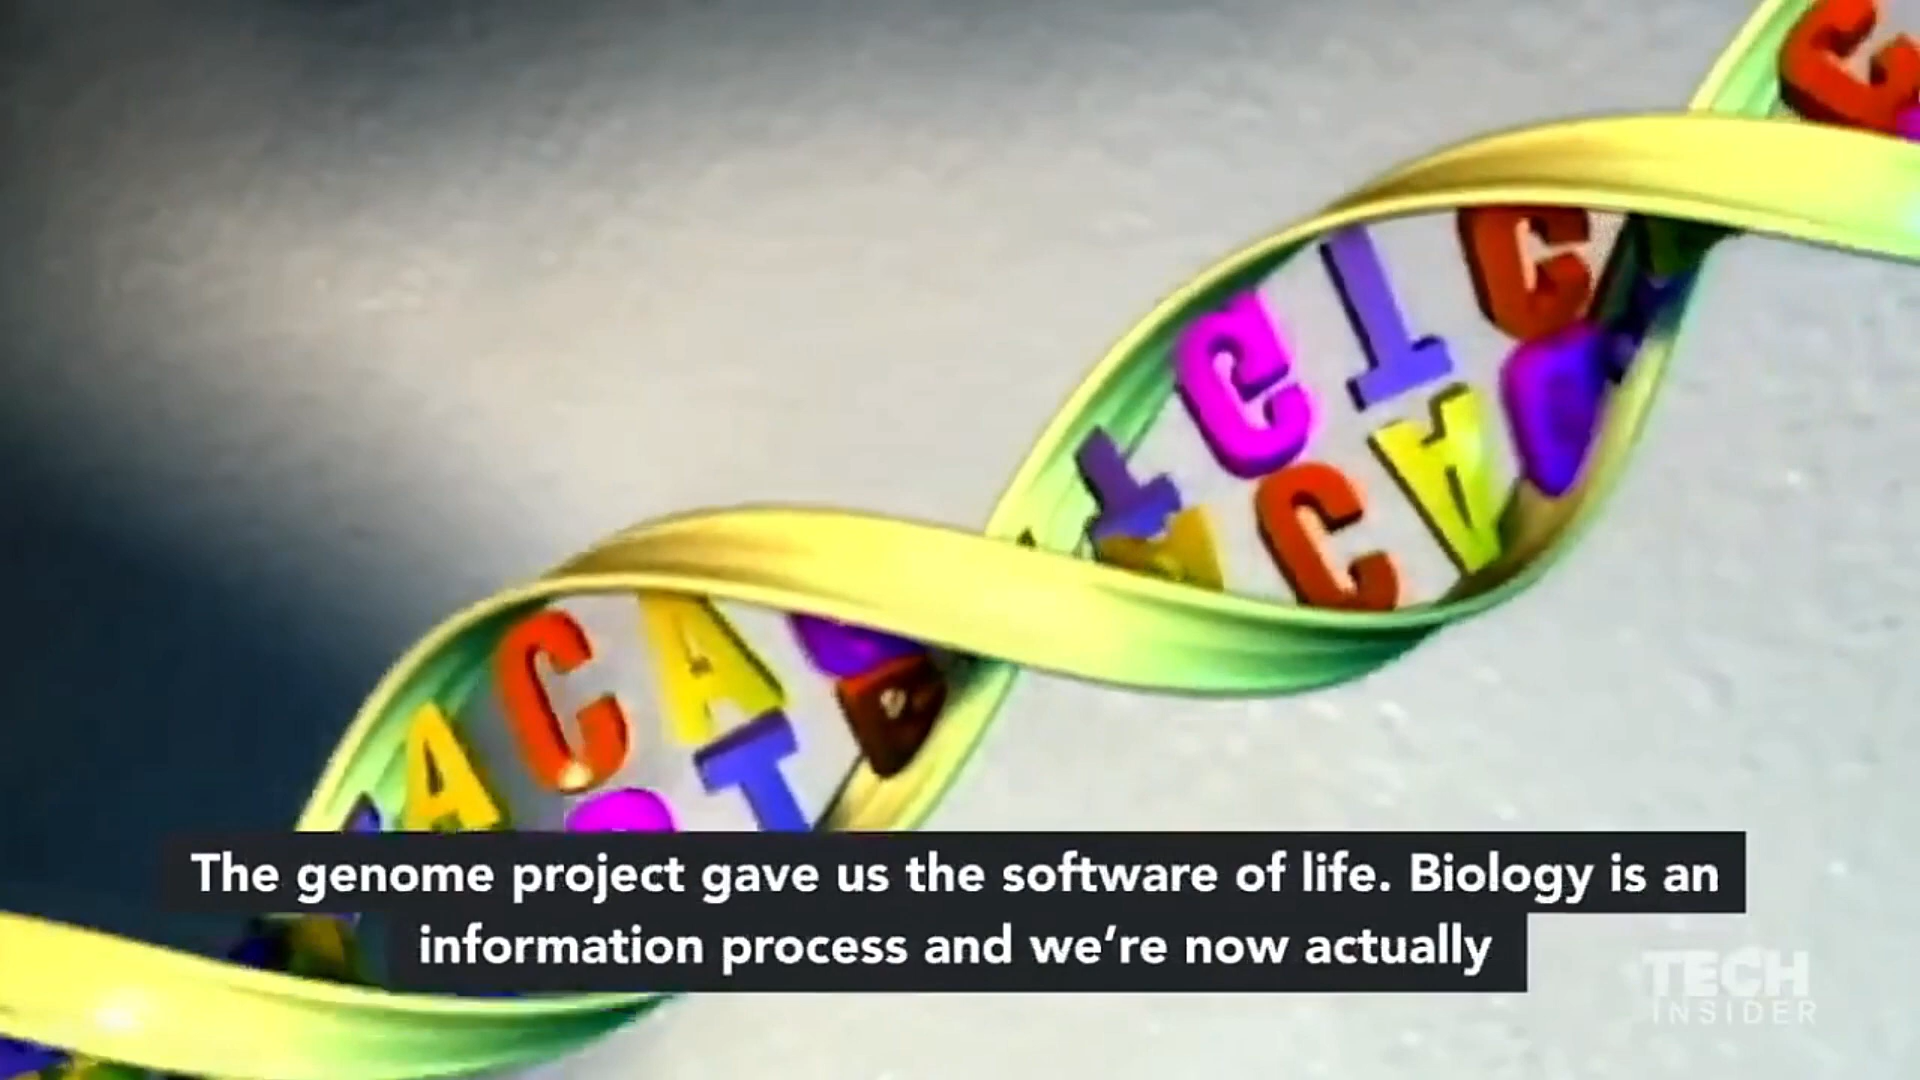 C
C
T
C
T
A
C
A
C
A
A
T
The genome project gave us the software of life. Biology is an
information process and we're now actually
TECH
INSIDER